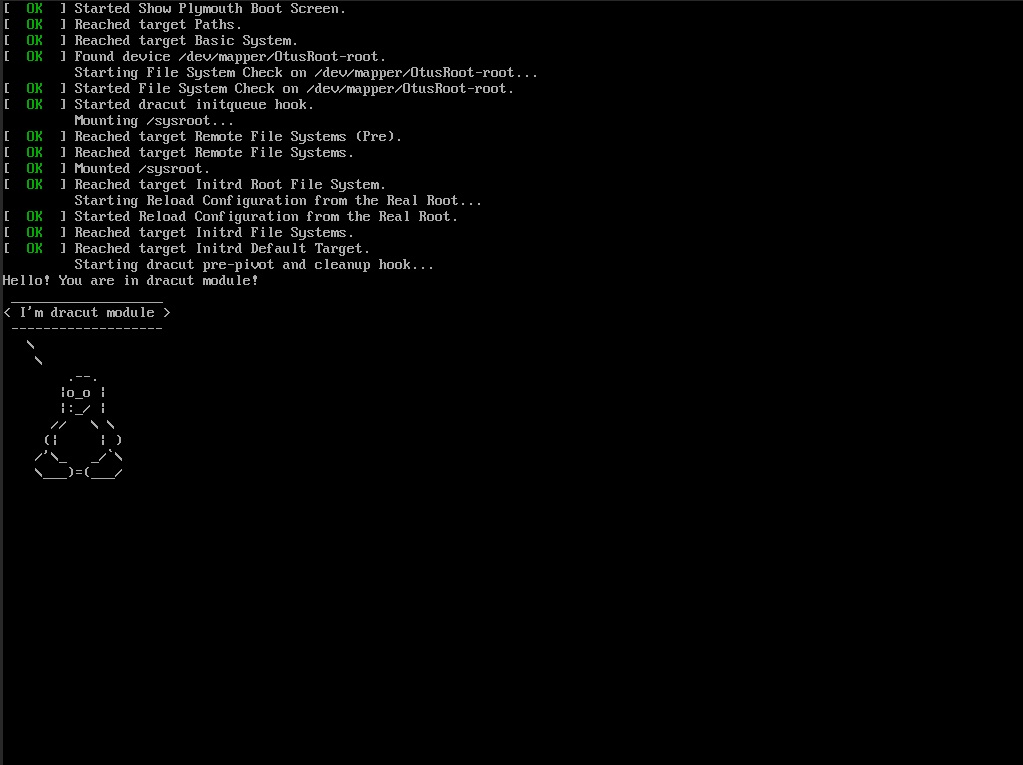 [  OK  ] Started Show Plymouth Boot Screen.
[  OK  ] Reached target Paths.
[  OK  ] Reached target Basic System.
[  OK  ] Found device /dev/mapper/OtusRoot-root.
         Starting File System Check on /dev/mapper/OtusRoot-root...
[  OK  ] Started File System Check on /dev/mapper/OtusRoot-root.
[  OK  ] Started dracut initqueue hook.
         Mounting /sysroot...
[  OK  ] Reached target Remote File Systems (Pre).
[  OK  ] Reached target Remote File Systems.
[  OK  ] Mounted /sysroot.
[  OK  ] Reached target Initrd Root File System.
         Starting Reload Configuration from the Real Root...
[  OK  ] Started Reload Configuration from the Real Root.
[  OK  ] Reached target Initrd File Systems.
[  OK  ] Reached target Initrd Default Target.
         Starting dracut pre-pivot and cleanup hook...
Hello! You are in dracut module!
 ___________________
< I'm dracut module >
 -------------------
   \
    \
        .--.
       |o_o |
       |:_/ |
      //   \ \
     (|     | )
    /'\_   _/`\
    \___)=(___/